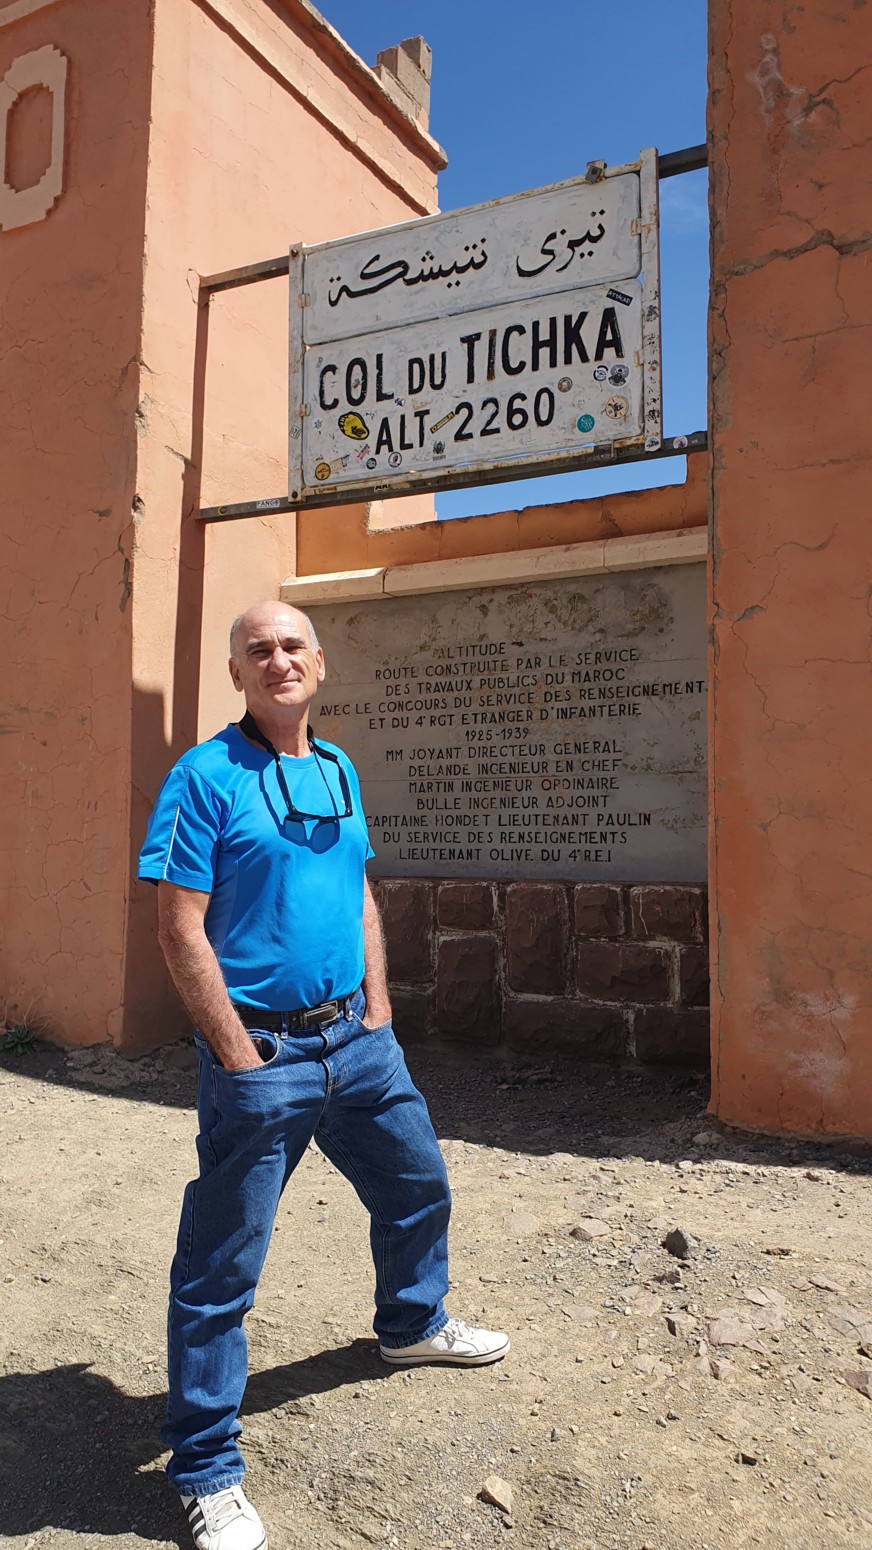 تيزي نتيشكة
COL DU TICHKA
ALT 2260
ALTITUDE
ROUTE CONSTRUITE PAR LE SERVICE
DES TRAVAUX PUBLICS DU MAROC
AVEC LE CONCOURS DU SERVICE DES RENSEIGNEMENT
ET DU 4º RGT ETRANGER D'INFANTERIE
1925-1939
MM JOYANT DIRECTEUR GENERAL
DELANDE INGENIEUR EN CHEF
MARTIN INGENIEUR ORDINAIRE
BULLE INGENIEUR ADJOINT
CAPITAINE HONDET LIEUTENANT PAULIN
DU SERVICE DES RENSEIGNEMENTS
LIEUTENANT OLIVE DU 4º R.E.I